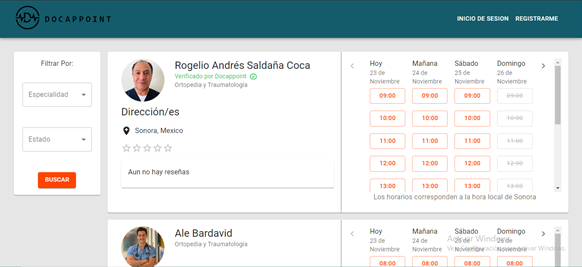 DOCAPPOINT
INICIO DE SESION REGISTRARME
Filtrar Por:
Especialidad
Estado
BUSCAR
Rogelio Andrés Saldaña Coca
Verificado por Docappoint
Ortopedia y Traumatología
Dirección/es
Sonora, Mexico
Aun no hay reseñas
Hoy Mañana Sábado Domingo
23 de 24 de 25 de 26 de
Noviembre Noviembre Noviembre Noviembre
09:00 09:00 09:00 09:00
10:00 10:00 10:00 10:00
11:00 11:00 11:00 11:00
12:00 12:00 12:00 12:00
13:00 13:00 13:00 13:00
Los horarios corresponden a la hora local de Sonora
Ale Bardavid
Ortopedia y Traumatología
Hoy Mañana Sábado Domingo
23 de 24 de 25 de 26 de
Noviembre Noviembre Noviembre Noviembre
08:00 08:00 08:00 08:00
Activar Windows